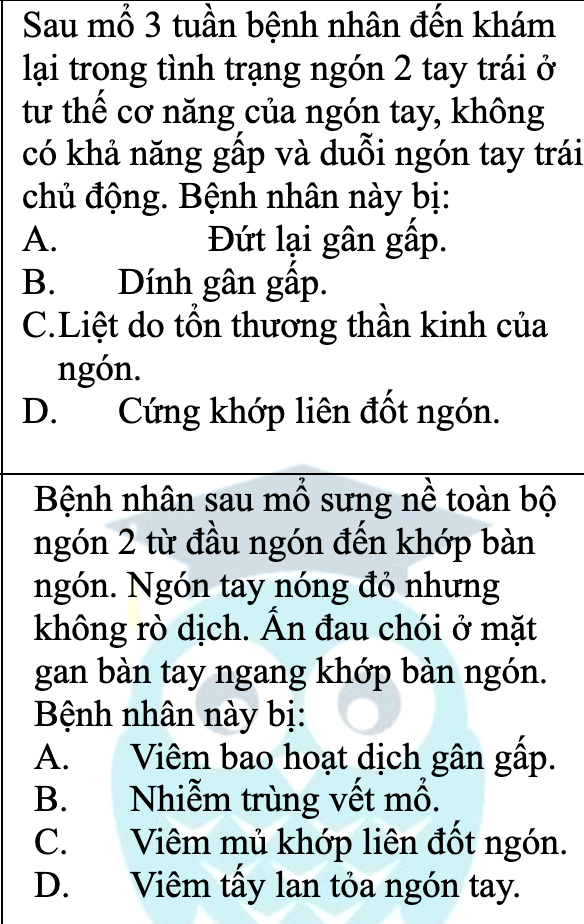 Sau mổ 3 tuần bệnh nhân đến khám
lại trong tình trạng ngón 2 tay trái ở
tư thế cơ năng của ngón tay, không
có khả năng gấp và duỗi ngón tay trái
chủ động. Bệnh nhân này bị:
A. Đứt lại gân gấp.
B. Dính gân gấp.
C.Liệt do tổn thương thần kinh của
ngón.
D. Cứng khớp liên đốt ngón.
Bệnh nhân sau mổ sưng nề toàn bộ
ngón 2 từ đầu ngón đến khớp bàn
ngón. Ngón tay nóng đỏ nhưng
không rò dịch. Ấn đau chói ở mặt
gan bàn tay ngang khớp bàn ngón.
Bệnh nhân này bị:
A. Viêm bao hoạt dịch gân gấp.
B. Nhiễm trùng vết mổ.
C. Viêm mủ khớp liên đốt ngón.
D. Viêm tấy lan tỏa ngón tay.